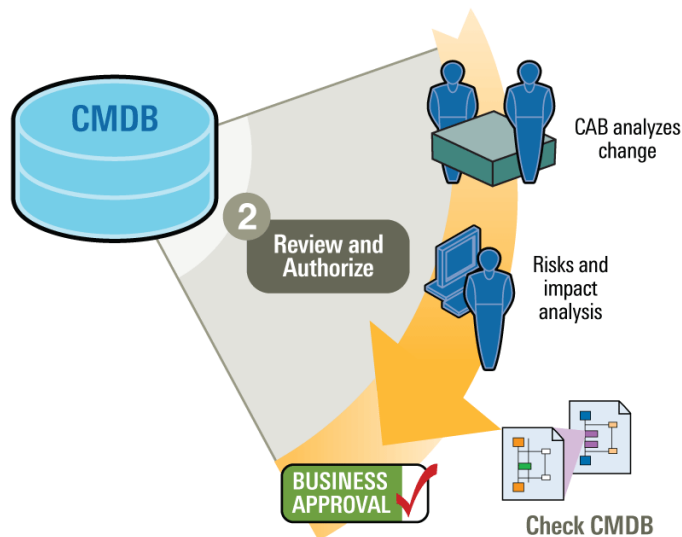 CMDB
CAB analyzes
change
2
Review and
Authorize
Risks and
impact
analysis
BUSINESS
APPROVAL
Check CMDB